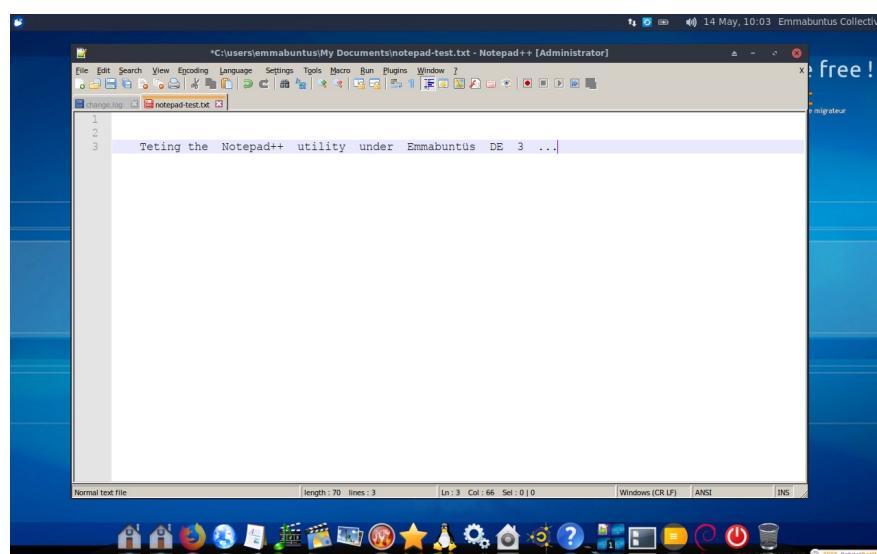 14 May, 10:03 Emmabuntus Collectiv
*C:\users\emmabuntus\My Documents\notepad-test.txt - Notepad++ [Administrator]
File Edit Search View Encoding Language Settings Tools Macro Run Plugins Window ?
X
free !
e migrateur
change.log notepad-test.txt
1
2
3 Teting the Notepad++ utility under Emmabuntüs DE 3 ...
Normal text file length : 70 lines : 3 Ln : 3 Col : 66 Sel : 0 | 0 Windows (CR LF) ANSI INS